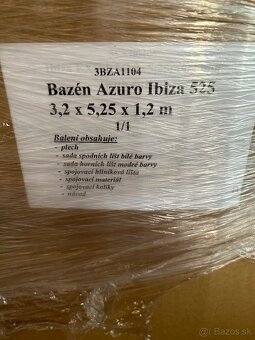 3BZA1104
Bazén Azuro Ibiza 525
3,2 x 5,25 x 1,2 m
1/1
Balení obsahuje:
- plech
- sada spodních lišt bílé barvy
- sada horních lišt modré barvy
- spojovací hliníková lišta
- spojovací materiál
- spojovací kolíky
- návod
Bazos.sk